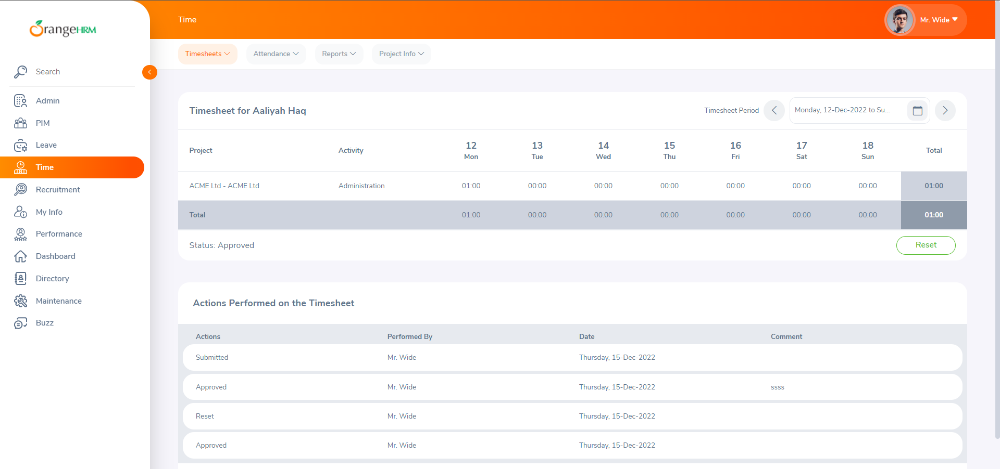 OrangeHRM
Time
Mr. Wide
Timesheets
Attendance
Reports
Project Info
Search
Admin
PIM
Leave
Time
Recruitment
My Info
Performance
Dashboard
Directory
Maintenance
Buzz
Timesheet for Aaliyah Haq
Timesheet Period
Monday, 12-Dec-2022 to Su...
Project Activity 12 Mon 13 Tue 14 Wed 15 Thu 16 Fri 17 Sat 18 Sun Total
ACME Ltd - ACME Ltd Administration 01:00 00:00 00:00 00:00 00:00 00:00 00:00 01:00
Total 01:00 00:00 00:00 00:00 00:00 00:00 00:00 01:00
Status: Approved
Reset
Actions Performed on the Timesheet
Actions Performed By Date Comment
Submitted Mr. Wide Thursday, 15-Dec-2022
Approved Mr. Wide Thursday, 15-Dec-2022 ssss
Reset Mr. Wide Thursday, 15-Dec-2022
Approved Mr. Wide Thursday, 15-Dec-2022